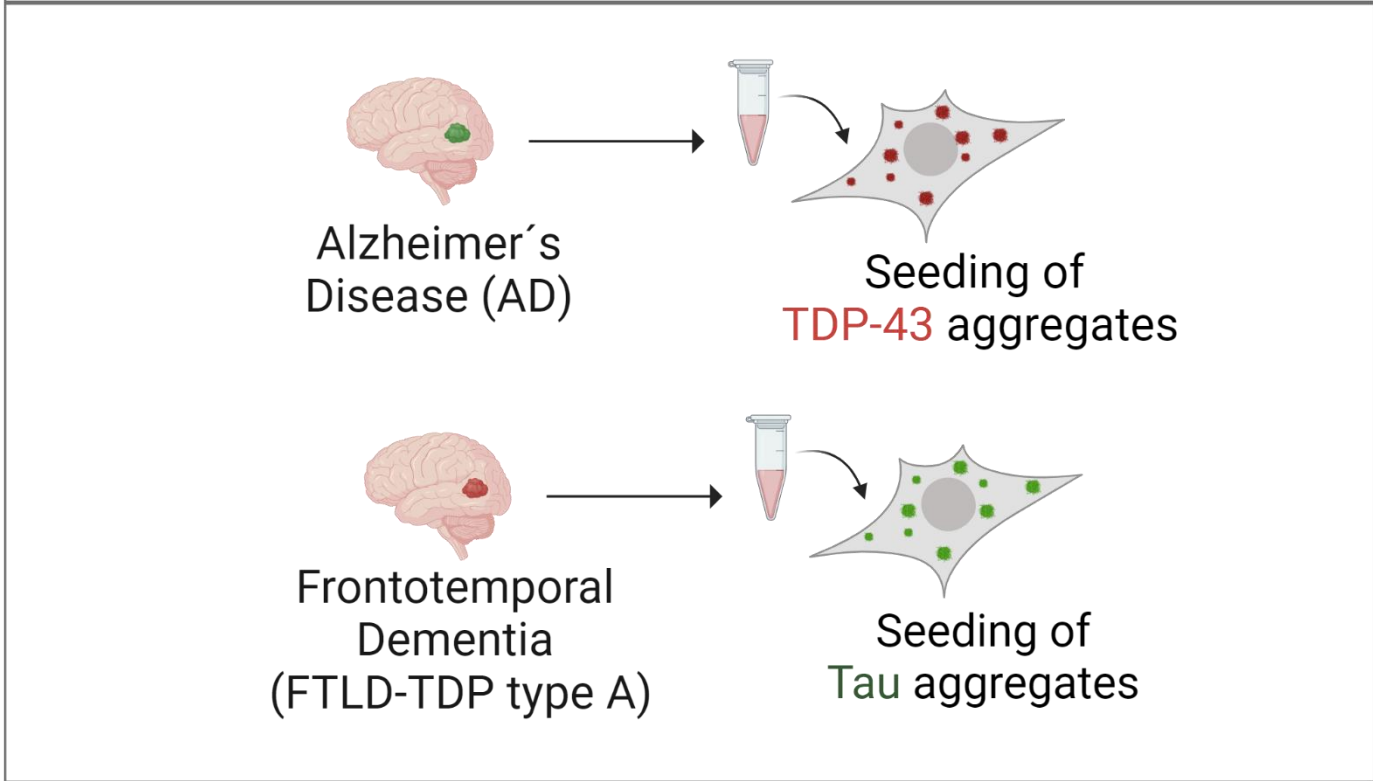 Alzheimer´s
Disease (AD)
Seeding of
TDP-43 aggregates
Frontotemporal
Dementia
(FTLD-TDP type A)
Seeding of
Tau aggregates